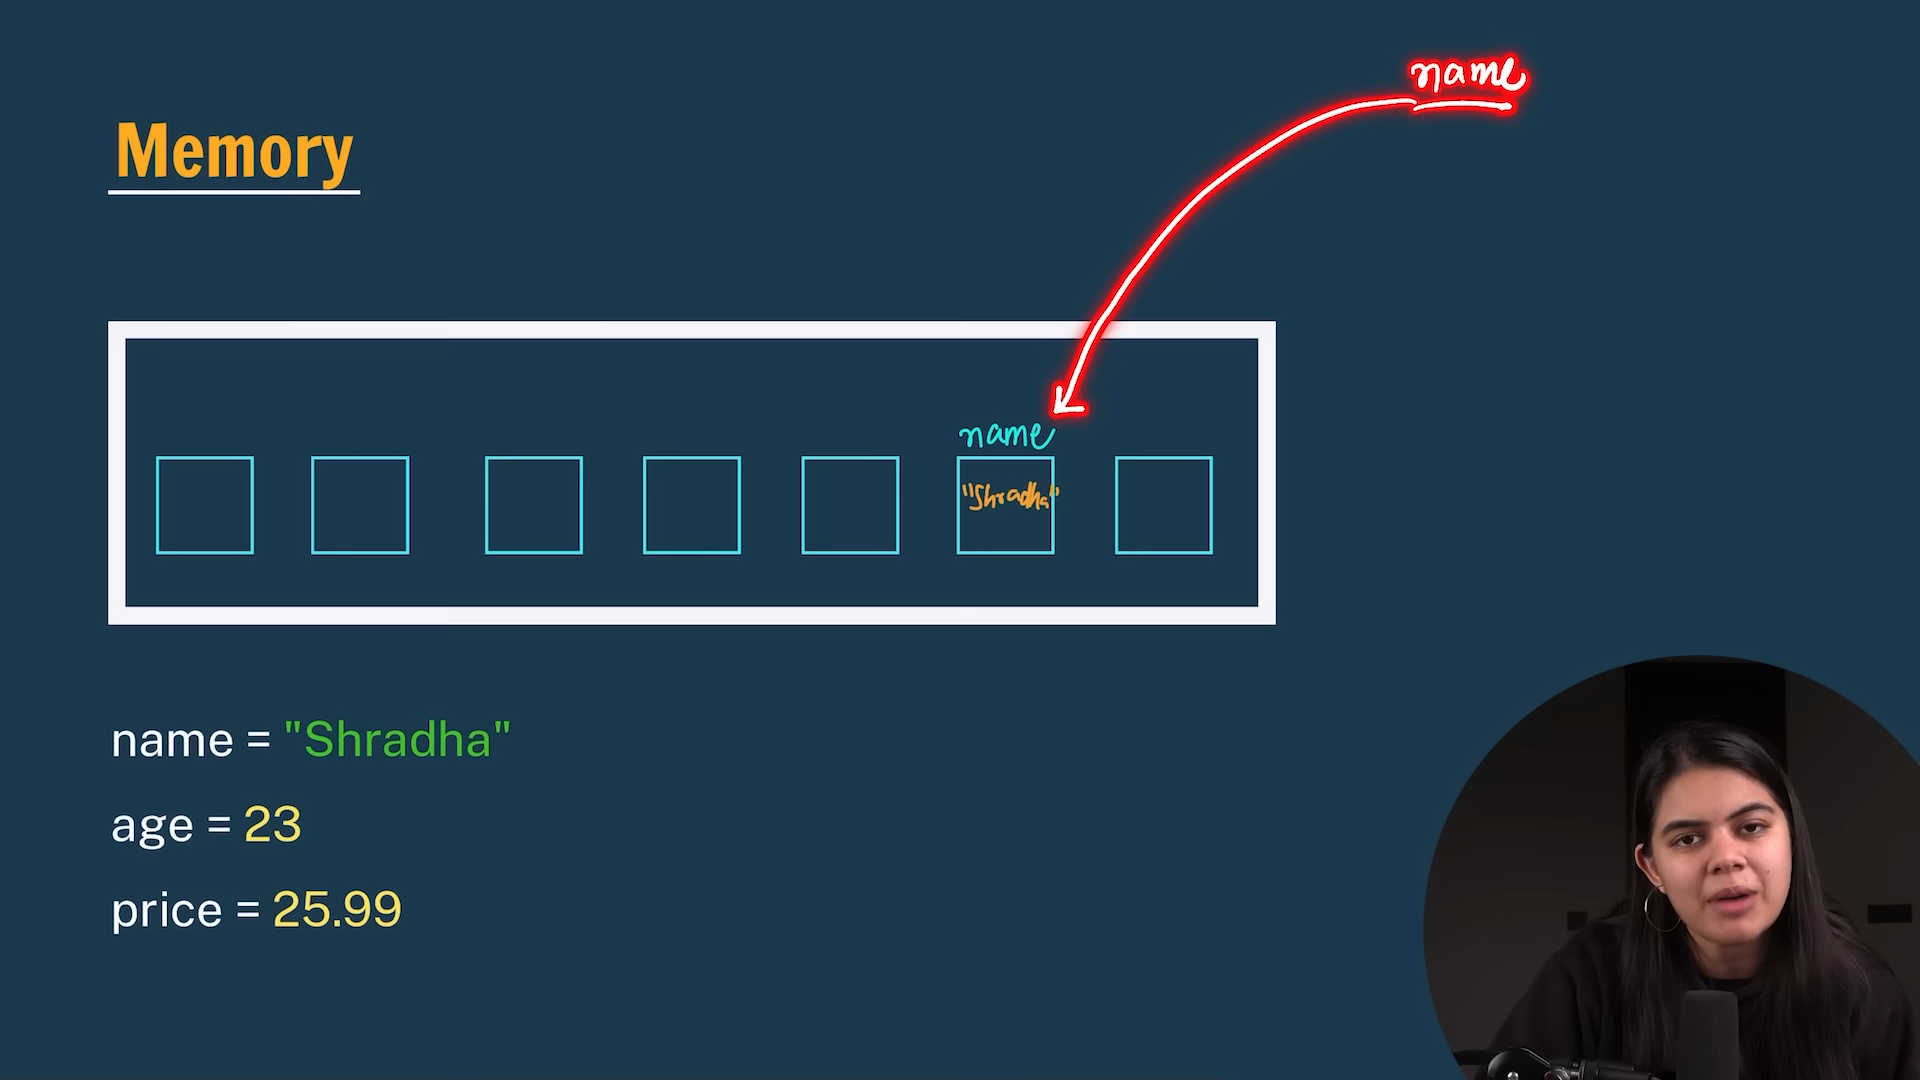 name
Memory
name
"Shradha"
name = "Shradha"
age = 23
price = 25.99